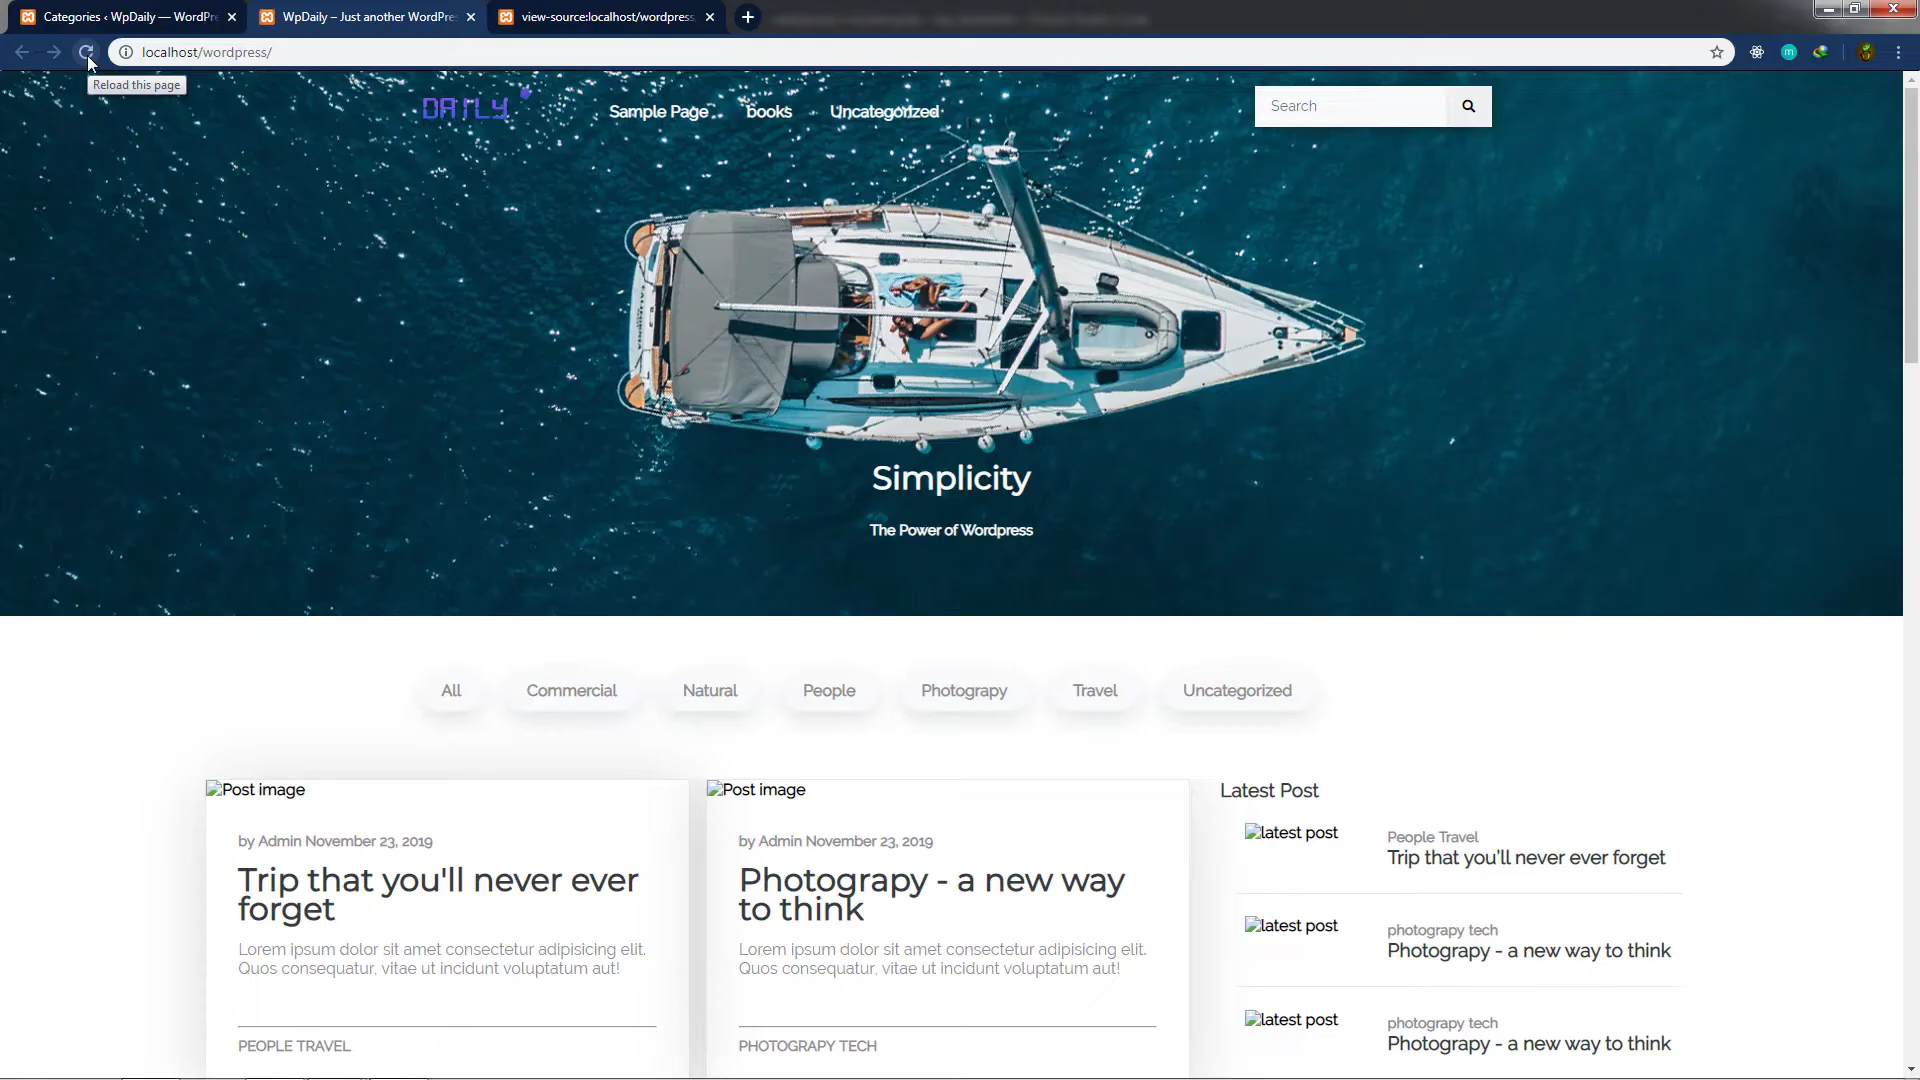 Categories ‹ WpDaily — WordPre
WpDaily – Just another WordPres
view-source:localhost/wordpress
localhost/wordpress/
Reload this page
DAILY
Sample Page
books
Uncategorized
Search
Simplicity
The Power of Wordpress
All
Commercial
Natural
People
Photograpy
Travel
Uncategorized
Post image
by Admin November 23, 2019
Trip that you'll never ever
forget
Lorem ipsum dolor sit amet consectetur adipisicing elit.
Quos consequatur, vitae ut incidunt voluptatum aut!
PEOPLE TRAVEL
Post image
by Admin November 23, 2019
Photograpy - a new way
to think
Lorem ipsum dolor sit amet consectetur adipisicing elit.
Quos consequatur, vitae ut incidunt voluptatum aut!
PHOTOGRAPY TECH
Latest Post
latest post
People Travel
Trip that you'll never ever forget
latest post
photograpy tech
Photograpy - a new way to think
latest post
photograpy tech
Photograpy - a new way to think